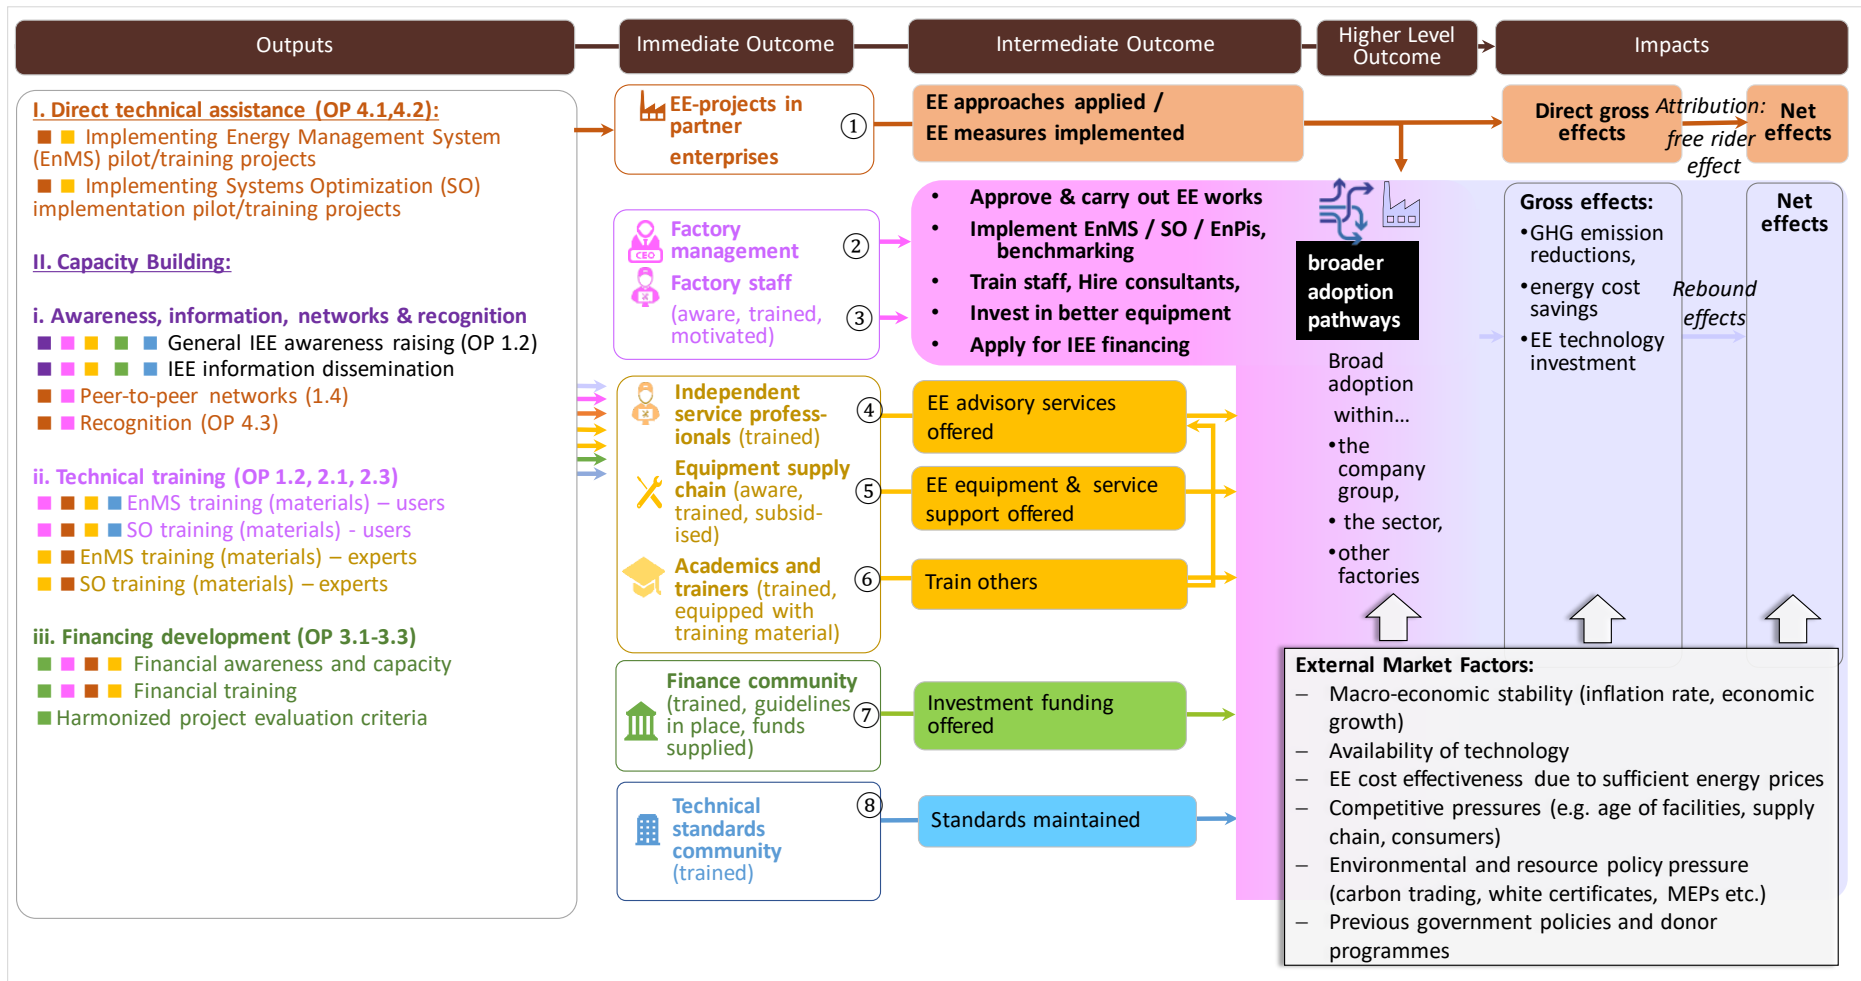 Outputs
Immediate Outcome
Intermediate Outcome
Higher Level
Outcome
Impacts
I. Direct technical assistance (OP 4.1,4.2):
Implementing Energy Management System
(EnMS) pilot/training projects
Implementing Systems Optimization (SO)
implementation pilot/training projects
II. Capacity Building:
i. Awareness, information, networks & recognition
General IEE awareness raising (OP 1.2)
IEE information dissemination
Peer-to-peer networks (1.4)
Recognition (OP 4.3)
ii. Technical training (OP 1.2, 2.1, 2.3)
EnMS training (materials) – users
SO training (materials) - users
EnMS training (materials) – experts
SO training (materials) – experts
iii. Financing development (OP 3.1-3.3)
Financial awareness and capacity
Financial training
Harmonized project evaluation criteria
EE-projects in
partner
enterprises
①
CEO
Factory
management
②
Factory staff
(aware, trained,
motivated)
③
Independent
service profess-
ionals (trained)
④
Equipment supply
chain (aware,
trained, subsid-
ised)
⑤
Academics and
trainers (trained,
equipped with
training material)
⑥
Finance community
(trained, guidelines
in place, funds
supplied)
⑦
Technical
standards
community
(trained)
⑧
EE approaches applied /
EE measures implemented
• Approve & carry out EE works
• Implement EnMS / SO / EnPis,
benchmarking
• Train staff, Hire consultants,
• Invest in better equipment
• Apply for IEE financing
EE advisory services
offered
EE equipment & service
support offered
Train others
Investment funding
offered
Standards maintained
broader
adoption
pathways
Broad
adoption
within...
•the
company
group,
• the sector,
•other
factories
Direct gross
effects
Attribution:
free rider
effect
Net
effects
Gross effects:
•GHG emission
reductions,
•energy cost
savings
•EE technology
investment
Rebound
effects
Net
effects
External Market Factors:
– Macro-economic stability (inflation rate, economic
growth)
– Availability of technology
– EE cost effectiveness due to sufficient energy prices
– Competitive pressures (e.g. age of facilities, supply
chain, consumers)
– Environmental and resource policy pressure
(carbon trading, white certificates, MEPs etc.)
– Previous government policies and donor
programmes